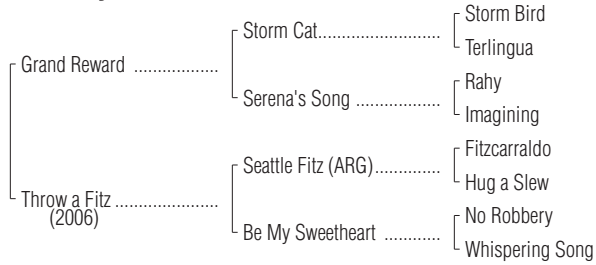 Storm Bird
Storm Cat........................
Terlingua
Grand Reward .................
Rahy
Serena's Song .................
Imagining
Fitzcarraldo
Seattle Fitz (ARG).............
Hug a Slew
Throw a Fitz .....................
(2006)
No Robbery
Be My Sweetheart ...........
Whispering Song